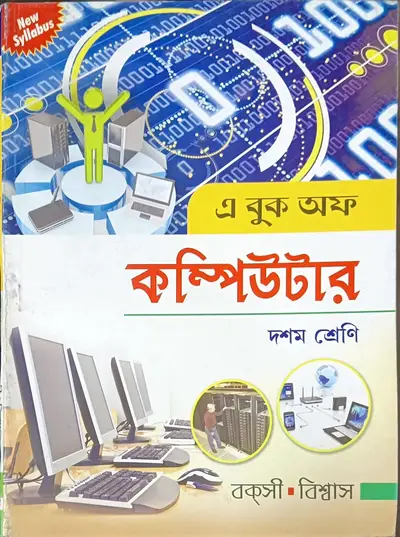 New
Syllabus
এ বুক অফ
কম্পিউটার
দশম শ্রেণি
বক্সী ▪ বিশ্বাস